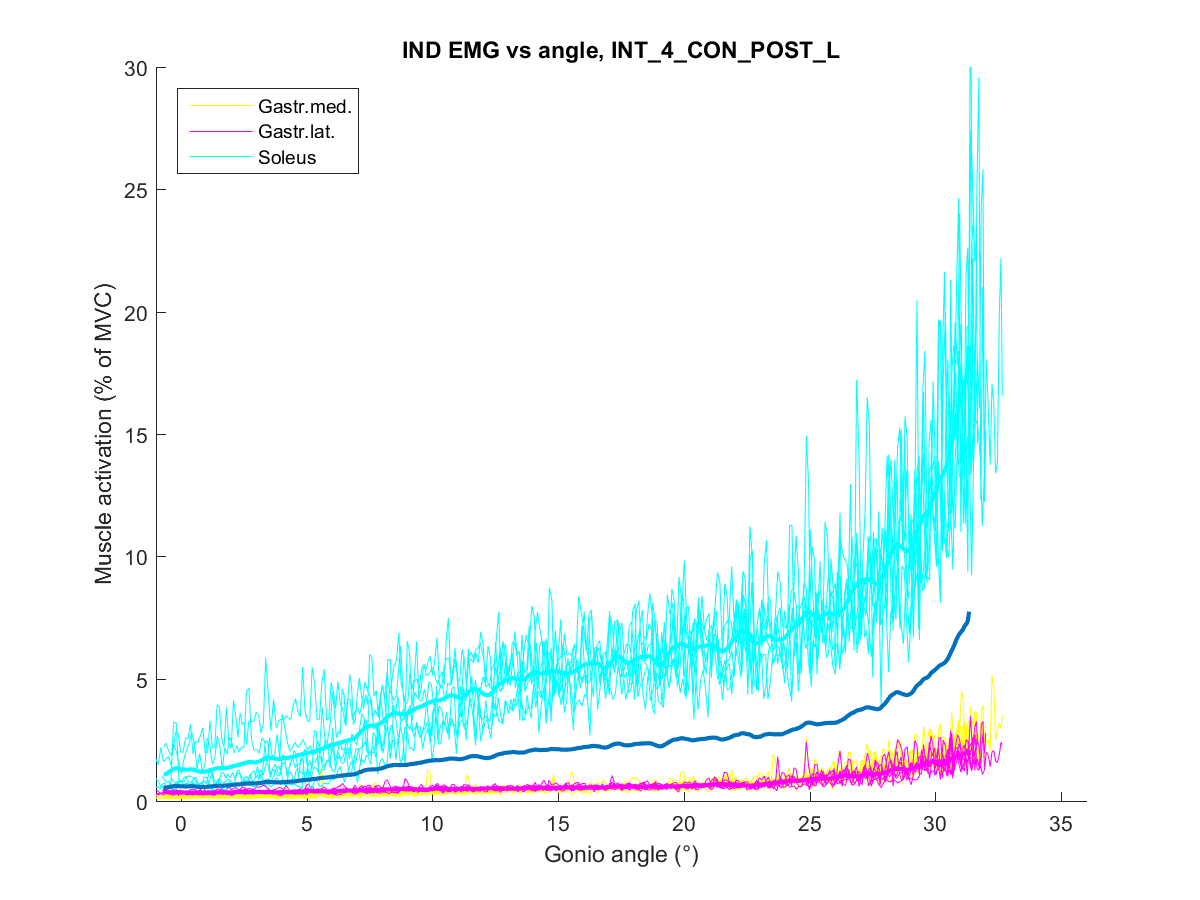 IND EMG vs angle, INT_4_CON_POST_L
30
25
20
15
10
5
0
Muscle activation (% of MVC)
Gastr.med.
Gastr.lat.
Soleus
0 5 10 15 20 25 30 35
Gonio angle (°)